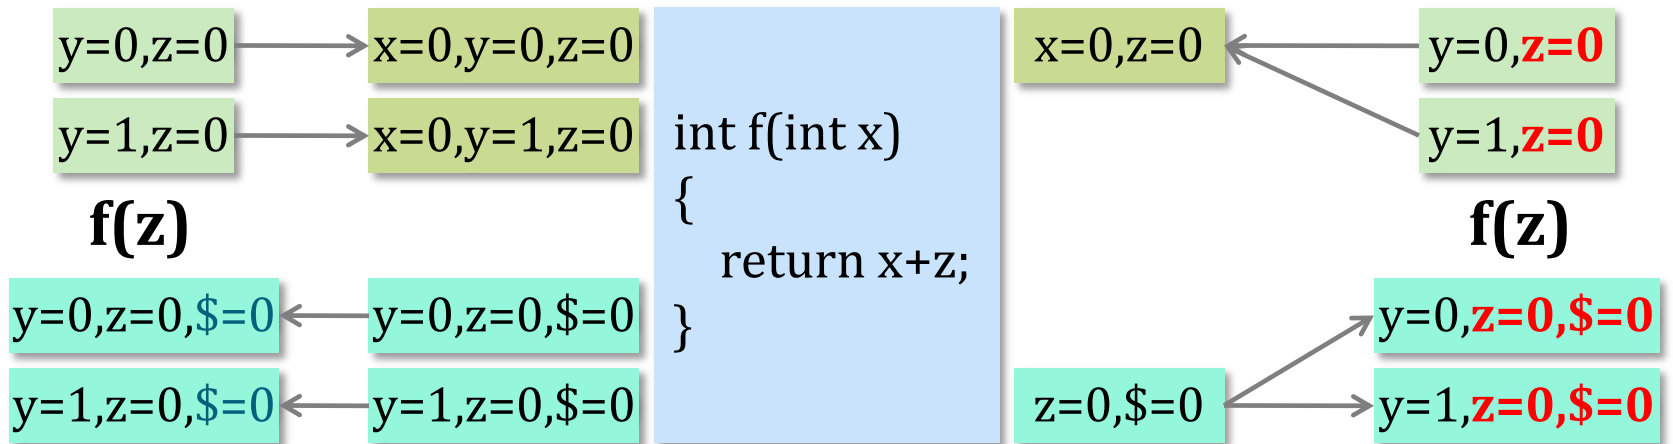 y=0,z=0
x=0,y=0,z=0
x=0,z=0
y=0,z=0
y=1,z=0
x=0,y=1,z=0
y=1,z=0
int f(int x)
{
return x+z;
}
f(z)
f(z)
y=0,z=0,$=0
y=0,z=0,$=0
y=0,z=0,$=0
y=1,z=0,$=0
y=1,z=0,$=0
z=0,$=0
y=1,z=0,$=0